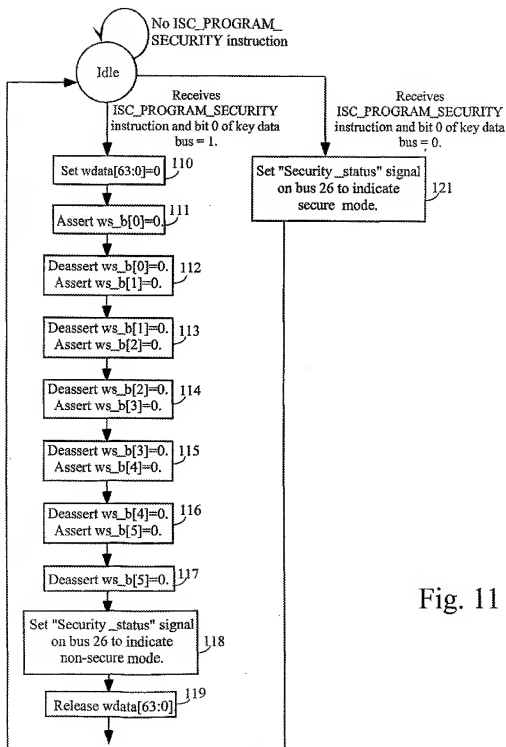 No ISC_PROGRAM_
SECURITY instruction
Idle
Receives
ISC_PROGRAM_SECURITY
instruction and bit 0 of key data
bus = 1.
Receives
ISC_PROGRAM_SECURITY
instruction and bit 0 of key data
bus = 0.
Set wdata[63:0]=0
110
Assert ws_b[0]=0.
111
Deassert ws_b[0]=0.
Assert ws_b[1]=0.
112
Deassert ws_b[1]=0.
Assert ws_b[2]=0.
113
Deassert ws_b[2]=0.
Assert ws_b[3]=0.
114
Deassert ws_b[3]=0.
Assert ws_b[4]=0.
115
Deassert ws_b[4]=0.
Assert ws_b[5]=0.
116
Deassert ws_b[5]=0.
117
Set "Security_status" signal
on bus 26 to indicate
non-secure mode.
118
Release wdata[63:0]
119
Set "Security_status" signal
on bus 26 to indicate
secure mode.
121
Fig. 11